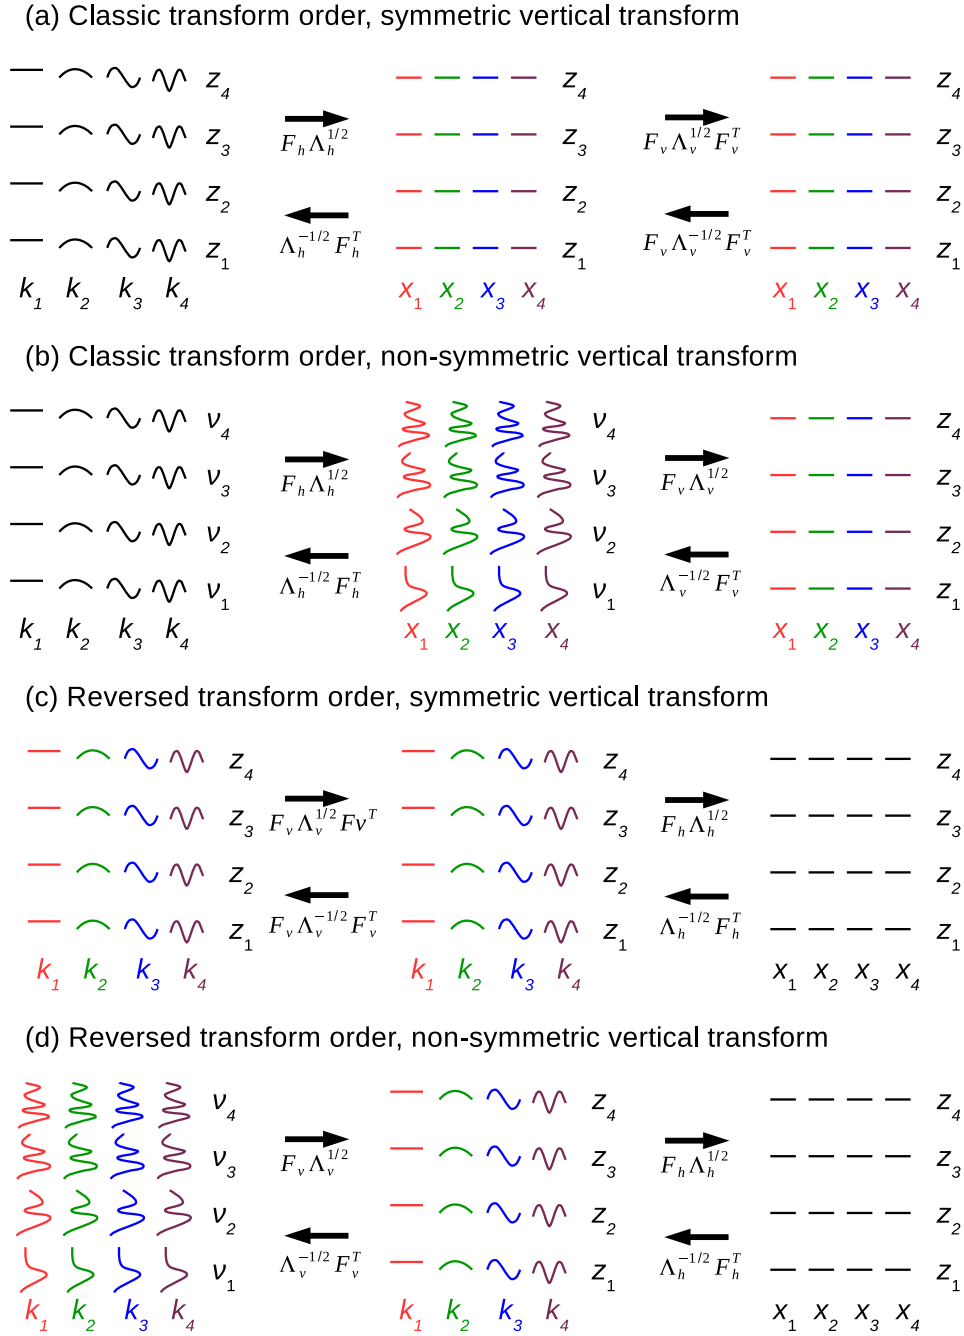 (a) Classic transform order, symmetric vertical transform
z4 z4 z4
F_h Λ_h^{1/2} F_v Λ_v^{1/2} F_v^T
z3 z3 z3
z2 z2 z2
Λ_h^{-1/2} F_h^T F_v Λ_v^{-1/2} F_v^T
z1 z1 z1
k1 k2 k3 k4 x1 x2 x3 x4 x1 x2 x3 x4
(b) Classic transform order, non-symmetric vertical transform
ν4 ν4 z4
F_h Λ_h^{1/2} F_v Λ_v^{1/2}
ν3 ν3 z3
ν2 ν2 z2
Λ_h^{-1/2} F_h^T Λ_v^{-1/2} F_v^T
ν1 ν1 z1
k1 k2 k3 k4 x1 x2 x3 x4 x1 x2 x3 x4
(c) Reversed transform order, symmetric vertical transform
z4 z4 z4
F_v Λ_v^{1/2} Fv^T F_h Λ_h^{1/2}
z3 z3 z3
z2 z2 z2
F_v Λ_v^{-1/2} F_v^T Λ_h^{-1/2} F_h^T
z1 z1 z1
k1 k2 k3 k4 k1 k2 k3 k4 x1 x2 x3 x4
(d) Reversed transform order, non-symmetric vertical transform
ν4 z4 z4
F_v Λ_v^{1/2} F_h Λ_h^{1/2}
ν3 z3 z3
ν2 z2 z2
Λ_v^{-1/2} F_v^T Λ_h^{-1/2} F_h^T
ν1 z1 z1
k1 k2 k3 k4 k1 k2 k3 k4 x1 x2 x3 x4